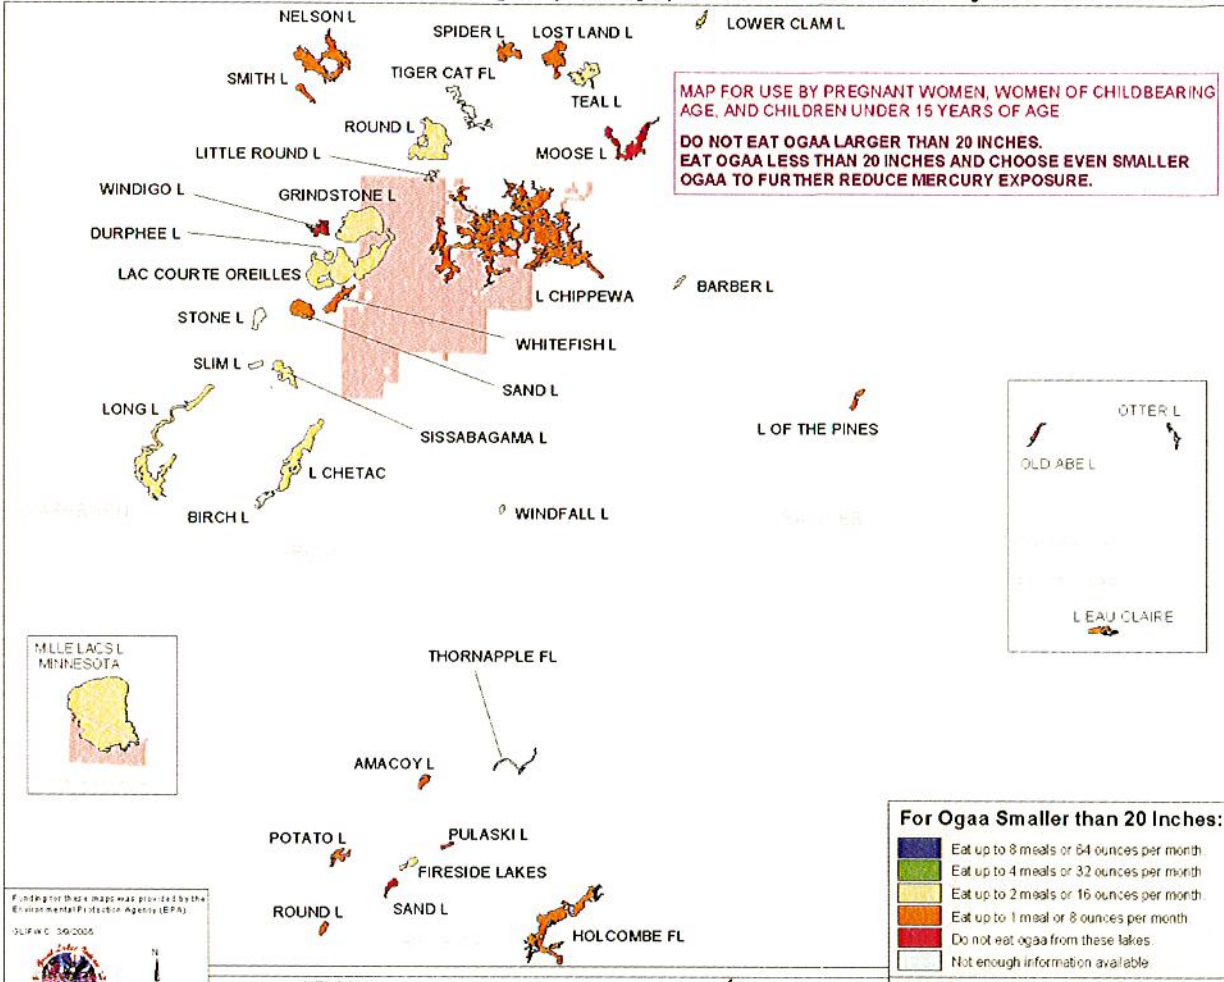 NELSON L
SPIDER L
LOST LAND L
LOWER CLAM L
SMITH L
TIGER CAT FL
TEAL L
MAP FOR USE BY PREGNANT WOMEN, WOMEN OF CHILDBEARING
AGE, AND CHILDREN UNDER 15 YEARS OF AGE
DO NOT EAT OGAA LARGER THAN 20 INCHES.
EAT OGAA LESS THAN 20 INCHES AND CHOOSE EVEN SMALLER
OGAA TO FURTHER REDUCE MERCURY EXPOSURE.
ROUND L
LITTLE ROUND L
MOOSE L
WINDIGO L
GRINDSTONE L
DURPHEE L
LAC COURTE OREILLES
L CHIPPEWA
BARBER L
STONE L
WHITEFISH L
SLIM L
SAND L
LONG L
SISSABAGAMA L
L OF THE PINES
OTTER L
OLD ABE L
L CHETAC
BIRCH L
WINDFALL L
L EAU CLAIRE
MILLE LACS L
MINNESOTA
THORNAPPLE FL
AMACOY L
POTATO L
PULASKI L
FIRESIDE LAKES
SAND L
ROUND L
HOLCOMBE FL
For Ogaa Smaller than 20 Inches:
Eat up to 8 meals or 64 ounces per month.
Eat up to 4 meals or 32 ounces per month
Eat up to 2 meals or 16 ounces per month.
Eat up to 1 meal or 8 ounces per month.
Do not eat ogaa from these lakes.
Not enough information available.
Funding for these maps was provided by the
Environmental Protection Agency (EPA)
GLIFWC
N